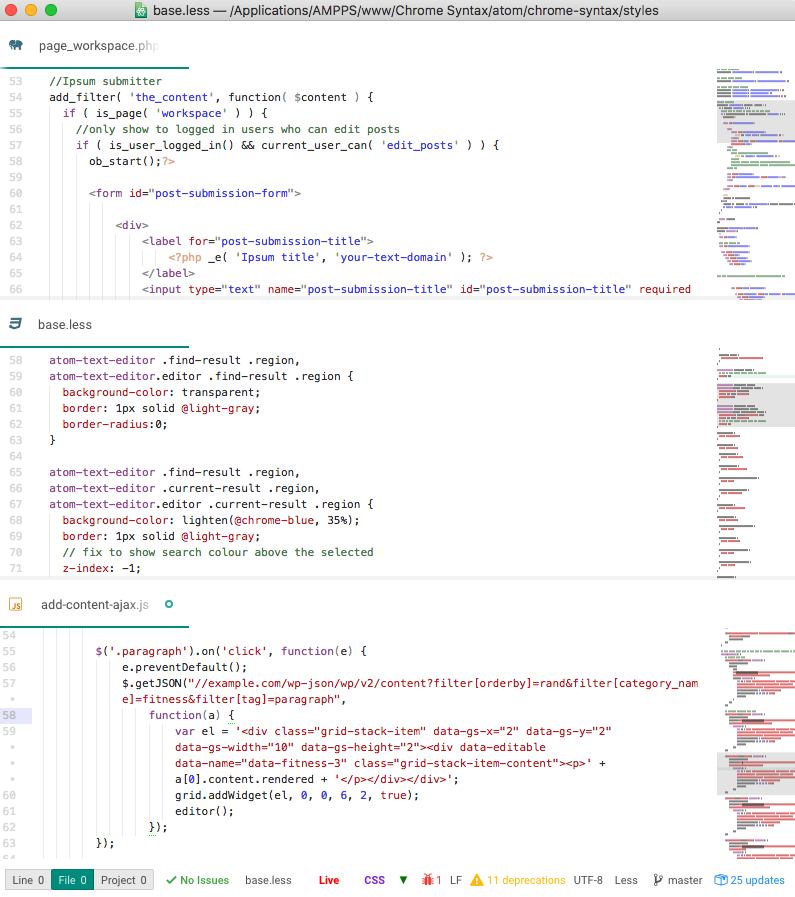 base.less — /Applications/AMPPS/www/Chrome Syntax/atom/chrome-syntax/styles
page_workspace.php
53 //Ipsum submitter
54 add_filter( 'the_content', function( $content ) {
55 if ( is_page( 'workspace' ) ) {
56 //only show to logged in users who can edit posts
57 if ( is_user_logged_in() && current_user_can( 'edit_posts' ) ) {
58 ob_start();?>
59
60 <form id="post-submission-form">
61
62 <div>
63 <label for="post-submission-title">
64 <?php _e( 'Ipsum title', 'your-text-domain' ); ?>
65 </label>
66 <input type="text" name="post-submission-title" id="post-submission-title" required
base.less
58 atom-text-editor .find-result .region,
59 atom-text-editor.editor .find-result .region {
60 background-color: transparent;
61 border: 1px solid @light-gray;
62 border-radius:0;
63 }
64
65 atom-text-editor .find-result .region,
66 atom-text-editor .current-result .region,
67 atom-text-editor.editor .current-result .region {
68 background-color: lighten(@chrome-blue, 35%);
69 border: 1px solid @light-gray;
70 // fix to show search colour above the selected
71 z-index: -1;
JS add-content-ajax.js
54
55 $('.paragraph').on('click', function(e) {
56 e.preventDefault();
57 $.getJSON("//example.com/wp-json/wp/v2/content?filter[orderby]=rand&filter[category_nam
• e]=fitness&filter[tag]=paragraph",
58 function(a) {
59 var el = '<div class="grid-stack-item" data-gs-x="2" data-gs-y="2"
• data-gs-width="10" data-gs-height="2"><div data-editable
• data-name="data-fitness-3" class="grid-stack-item-content"><p>' +
• a[0].content.rendered + '</p></div></div>';
60 grid.addWidget(el, 0, 0, 6, 2, true);
61 editor();
62 });
63 });
64
Line 0 File 0 Project 0 No Issues base.less Live CSS ▼ 1 LF 11 deprecations UTF-8 Less master 25 updates